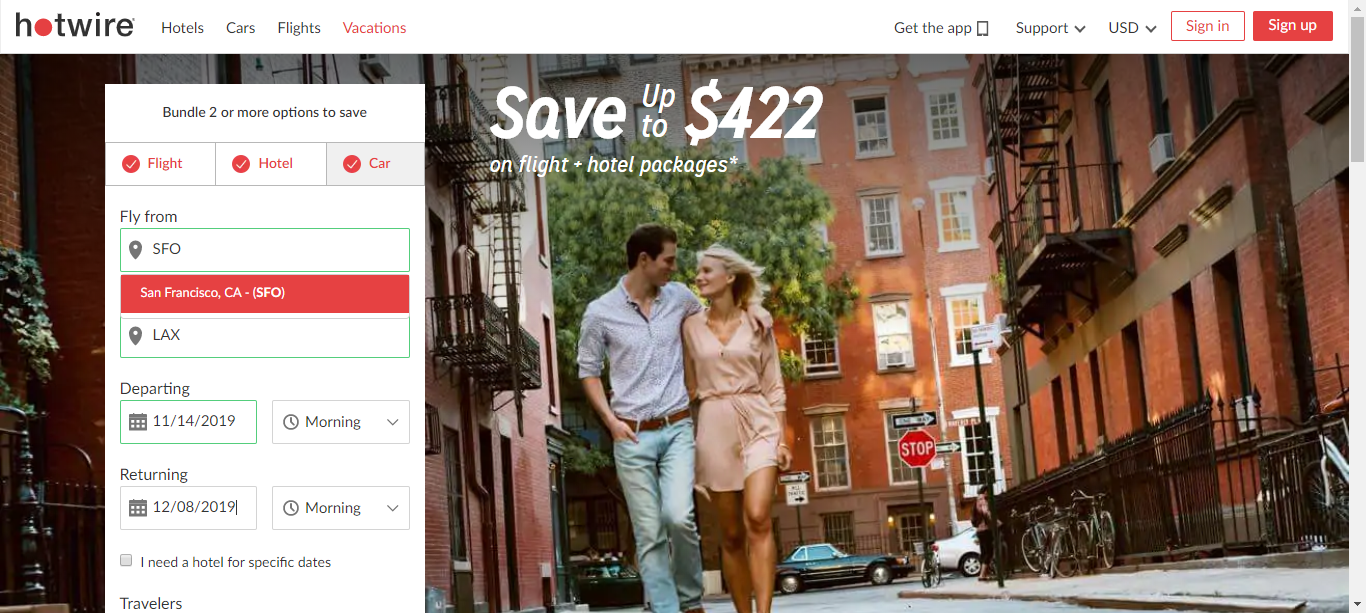 hotwire
Hotels Cars Flights Vacations Get the app Support USD Sign in Sign up
Bundle 2 or more options to save
Flight Hotel Car
Fly from
SFO
San Francisco, CA - (SFO)
LAX
Departing
11/14/2019 Morning
Returning
12/08/2019 Morning
I need a hotel for specific dates
Travelers
Save Up to $422
on flight + hotel packages*
STOP
ALL
TRAFFIC